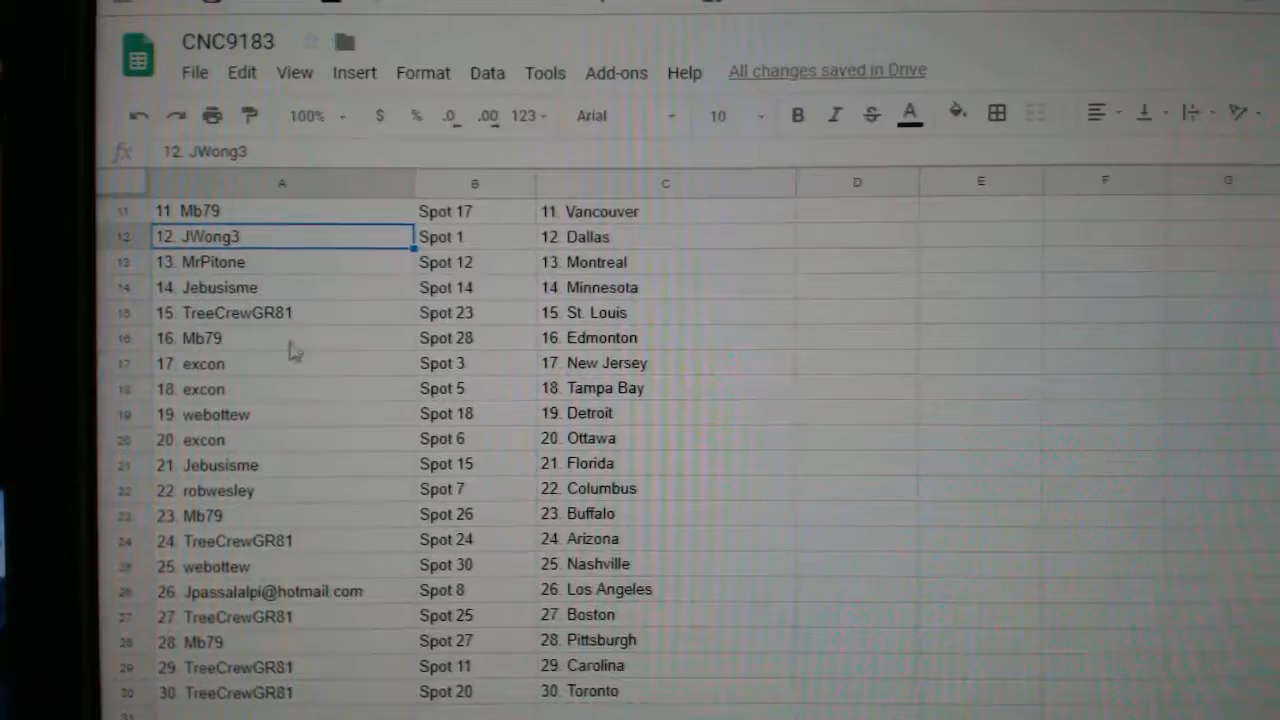 CNC9183
File Edit View Insert Format Data Tools Add-ons Help All changes saved in Drive
100% $ % .0 .00 123 Arial 10 B I S A
fx 12. JWong3
A B C D E F G
11 11 Mb79 Spot 17 11. Vancouver
12 12. JWong3 Spot 1 12. Dallas
13 13. MrPitone Spot 12 13. Montreal
14 14. Jebusisme Spot 14 14. Minnesota
15 15. TreeCrewGR81 Spot 23 15. St. Louis
16 16. Mb79 Spot 28 16. Edmonton
17 17. excon Spot 3 17. New Jersey
18 18. excon Spot 5 18. Tampa Bay
19 19. webottew Spot 18 19. Detroit
20 20. excon Spot 6 20. Ottawa
21 21. Jebusisme Spot 15 21. Florida
22 22. robwesley Spot 7 22. Columbus
23 23. Mb79 Spot 26 23. Buffalo
24 24. TreeCrewGR81 Spot 24 24. Arizona
25 25. webottew Spot 30 25. Nashville
26 26. Jpassalalpi@hotmail.com Spot 8 26. Los Angeles
27 27. TreeCrewGR81 Spot 25 27. Boston
28 28. Mb79 Spot 27 28. Pittsburgh
29 29. TreeCrewGR81 Spot 11 29. Carolina
30 30. TreeCrewGR81 Spot 20 30. Toronto
31